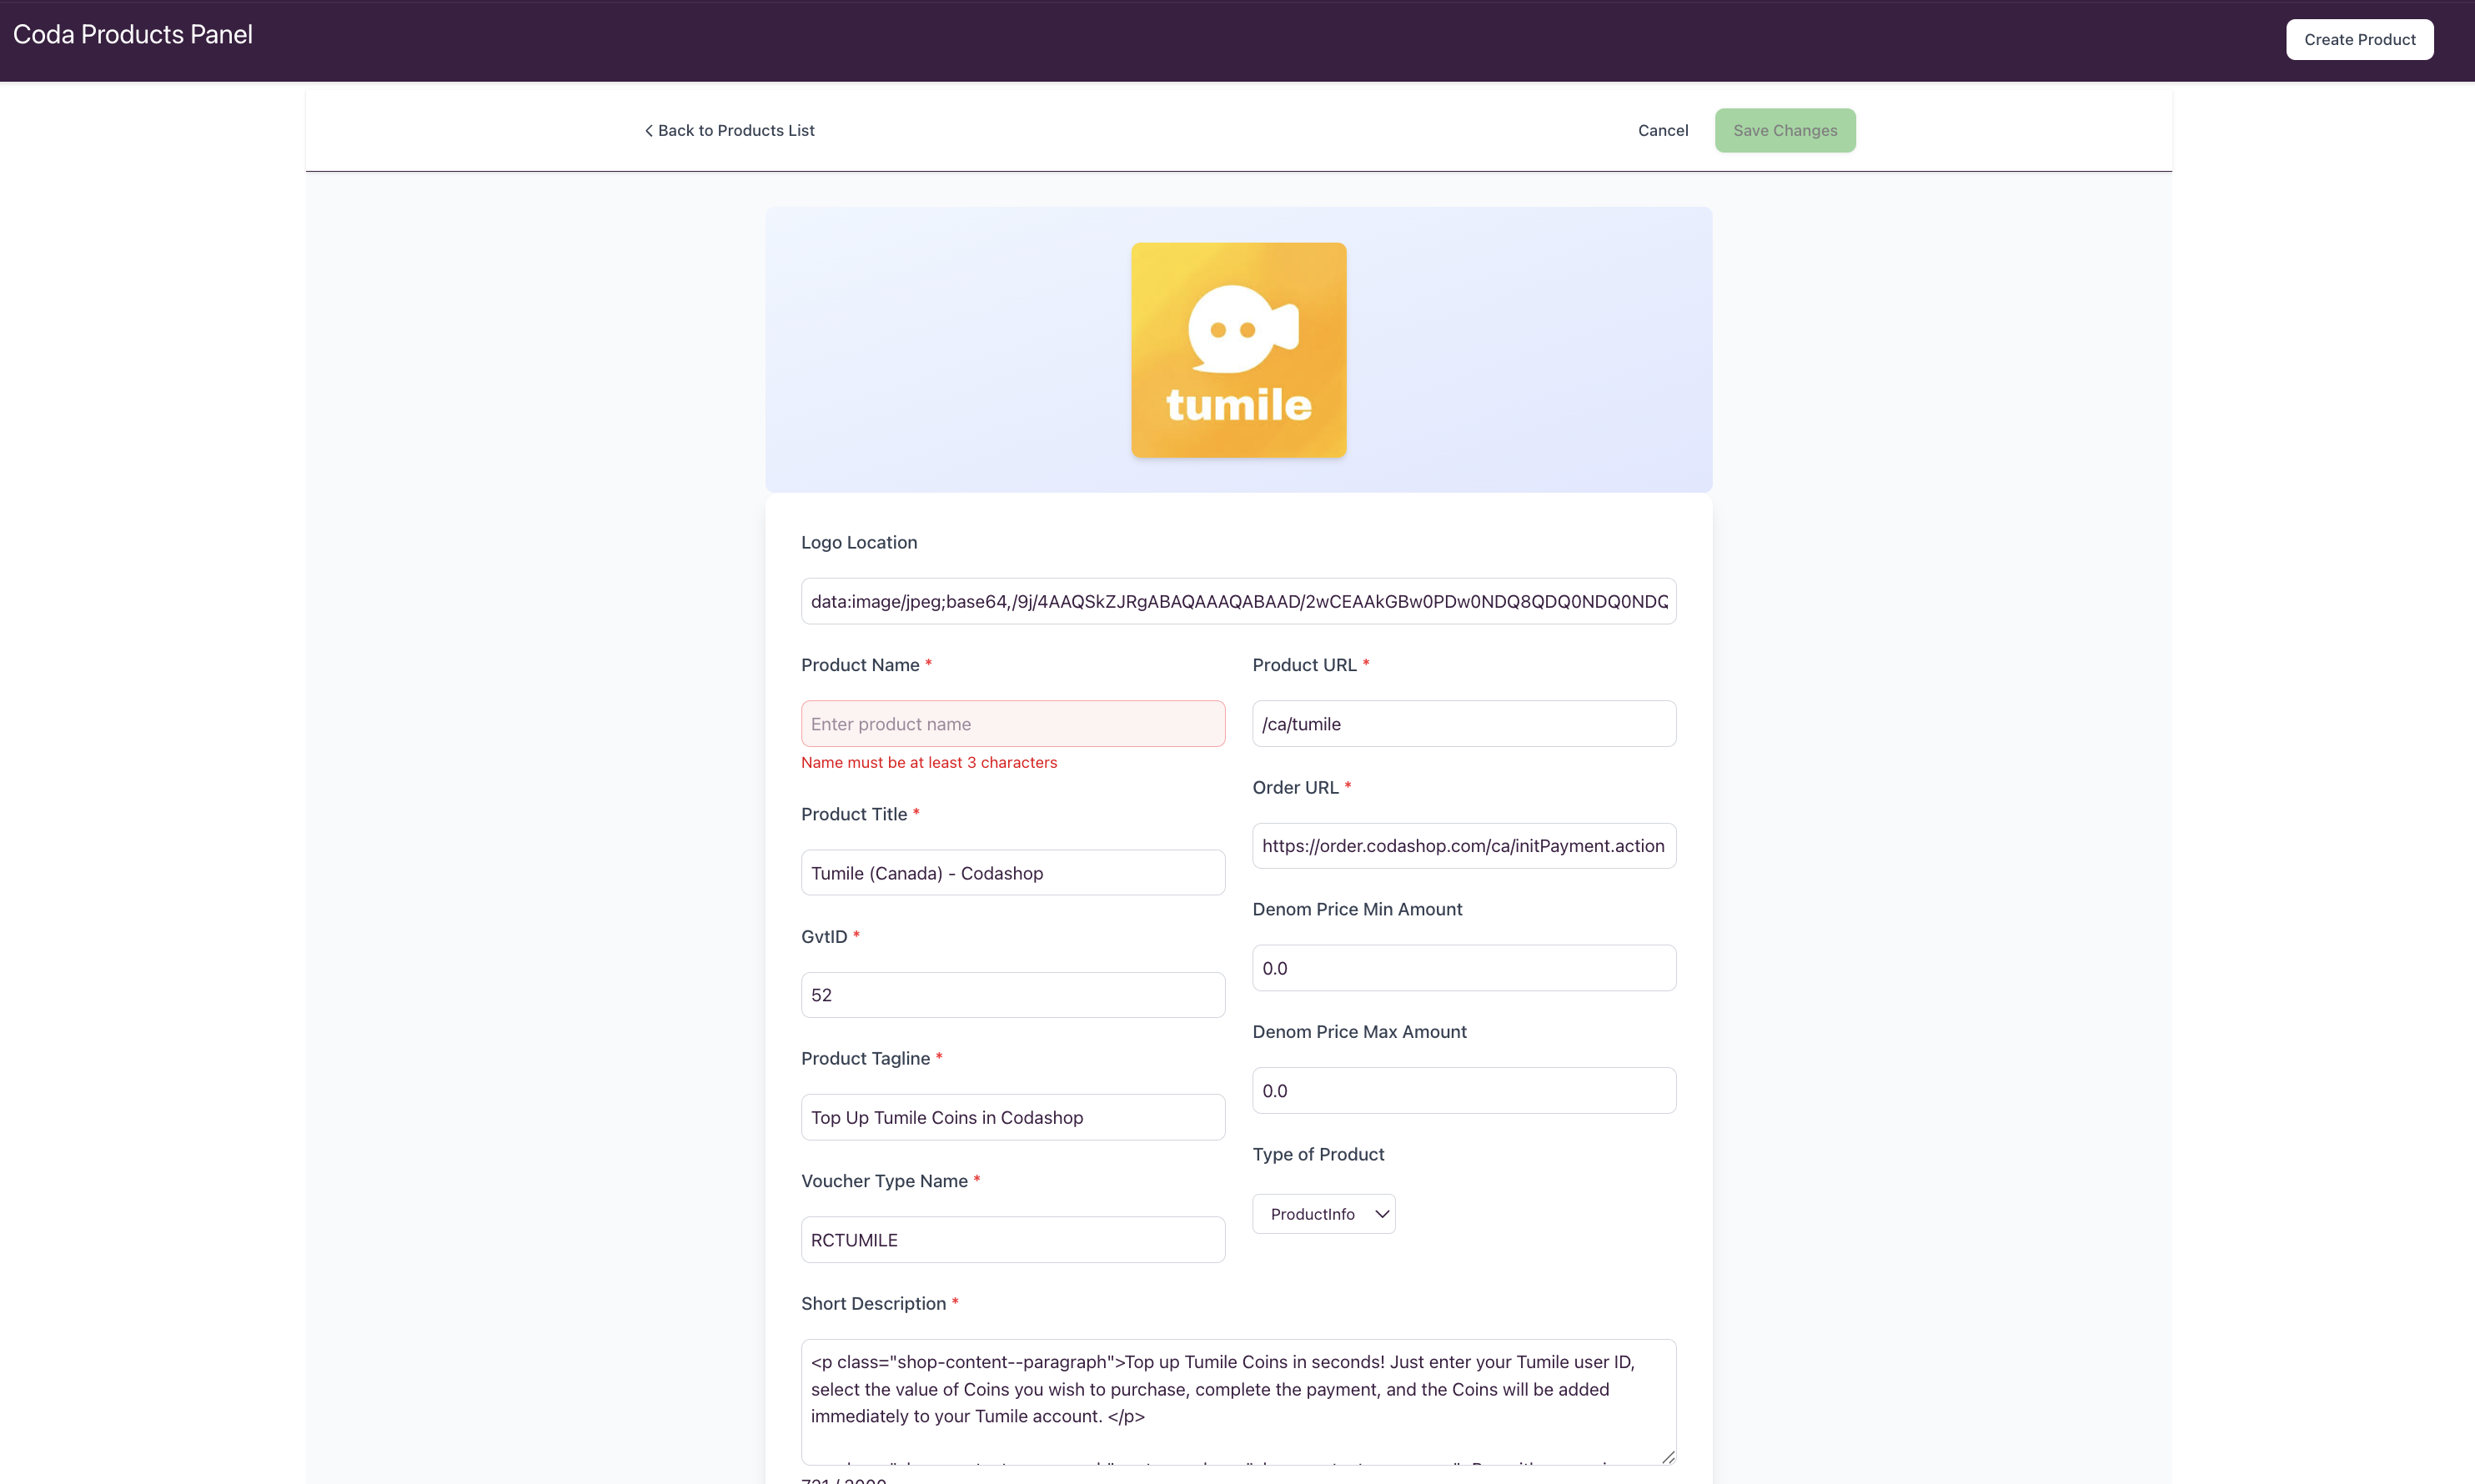 Coda Products Panel
Create Product
Back to Products List
Cancel
Save Changes
tumile
Logo Location
data:image/jpeg;base64,/9j/4AAQSkZJRgABAQAAAQABAAD/2wCEAAkGBw0PDw0NDQ8QDQ0NDQ0NDQ
Product Name *
Enter product name
Name must be at least 3 characters
Product Title *
Tumile (Canada) - Codashop
GvtID *
52
Product Tagline *
Top Up Tumile Coins in Codashop
Voucher Type Name *
RCTUMILE
Product URL *
/ca/tumile
Order URL *
https://order.codashop.com/ca/initPayment.action
Denom Price Min Amount
0.0
Denom Price Max Amount
0.0
Type of Product
ProductInfo
Short Description *
<p class="shop-content--paragraph">Top up Tumile Coins in seconds! Just enter your Tumile user ID,
select the value of Coins you wish to purchase, complete the payment, and the Coins will be added
immediately to your Tumile account. </p>